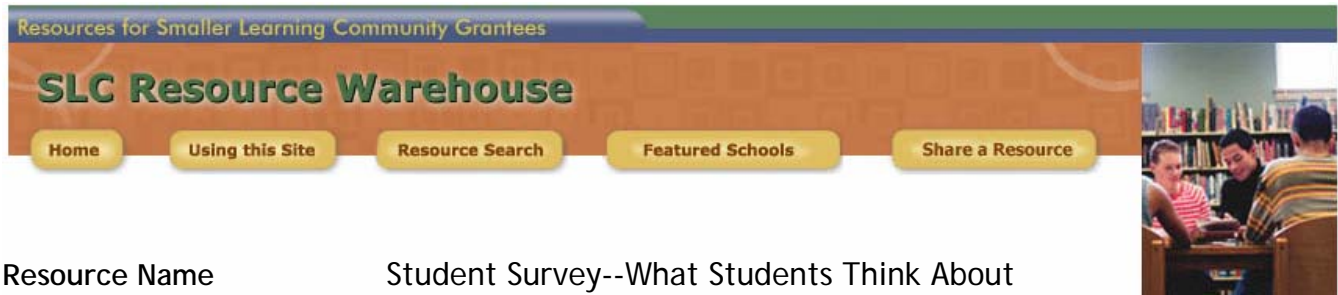 Resources for Smaller Learning Community Grantees
SLC Resource Warehouse
Home Using this Site Resource Search Featured Schools Share a Resource
Resource Name Student Survey--What Students Think About